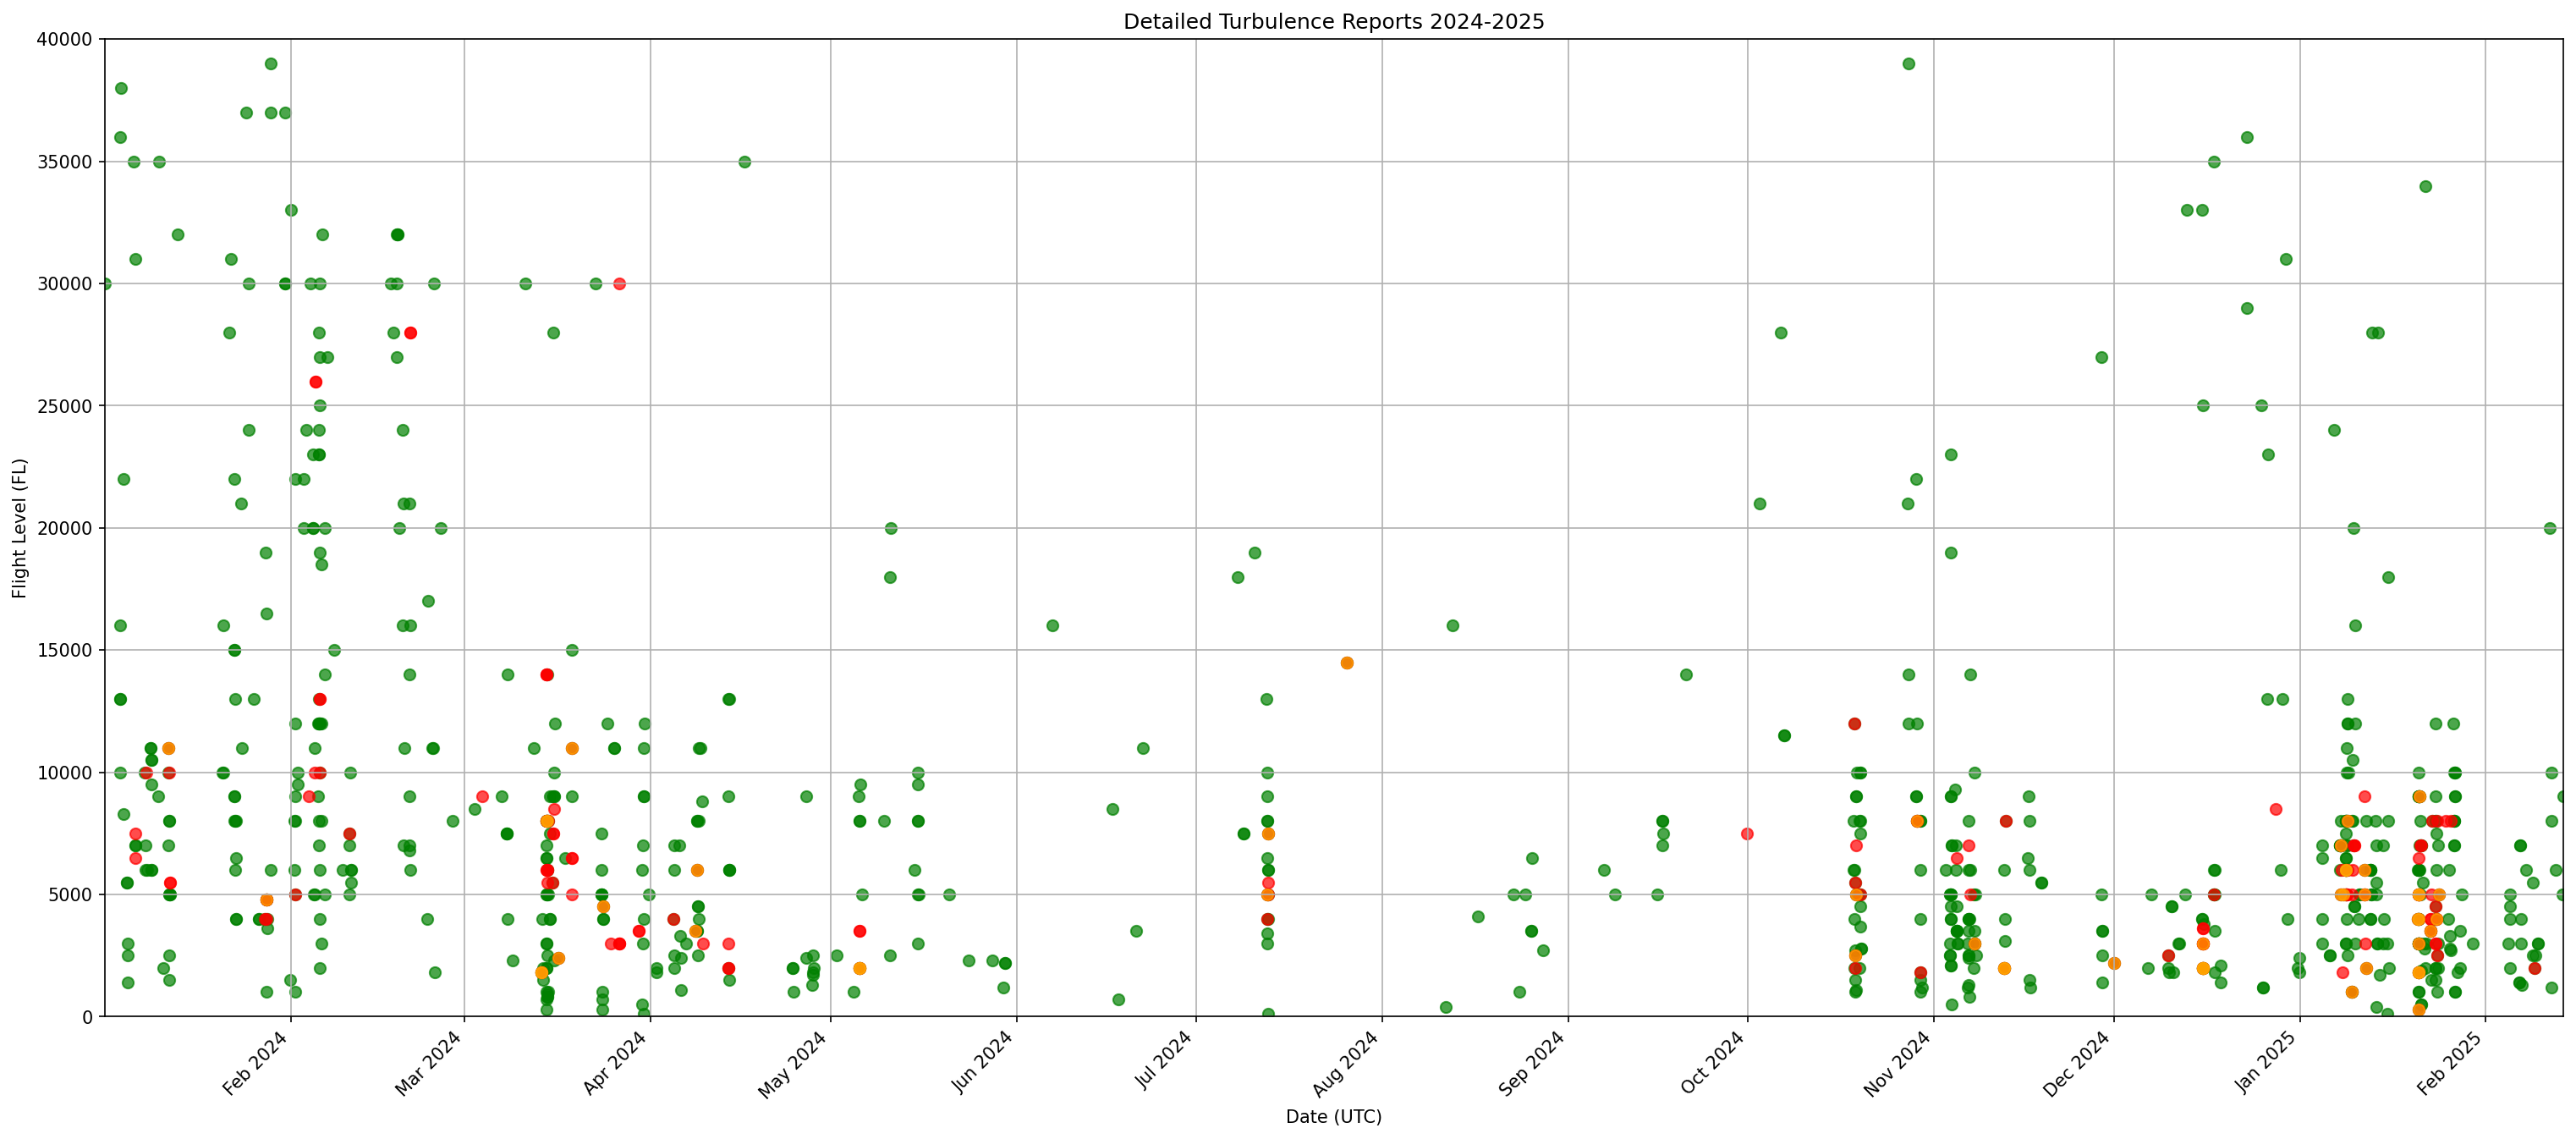 Detailed Turbulence Reports 2024-2025
Flight Level (FL)
40000
35000
30000
25000
20000
15000
10000
5000
0
Feb 2024
Mar 2024
Apr 2024
May 2024
Jun 2024
Jul 2024
Aug 2024
Sep 2024
Oct 2024
Nov 2024
Dec 2024
Jan 2025
Feb 2025
Date (UTC)